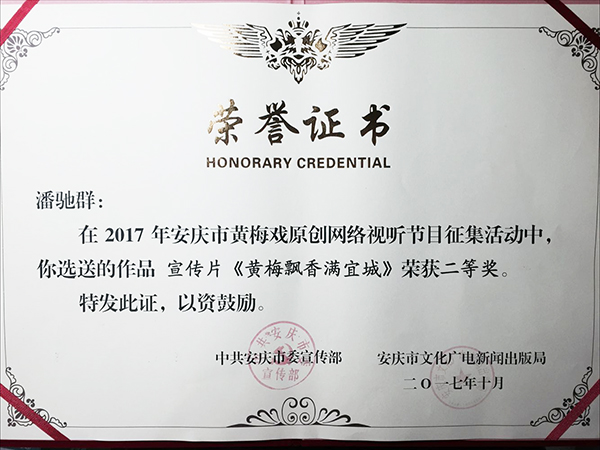 荣誉证书
HONORARY CREDENTIAL
潘驰群：
在 2017 年安庆市黄梅戏原创网络视听节目征集活动中，
你选送的作品 宣传片《黄梅飘香满宜城》荣获二等奖。
特发此证，以资鼓励。
中共安庆市委宣传部 安庆市文化广电新闻出版局
二〇一七年十月
宣传部